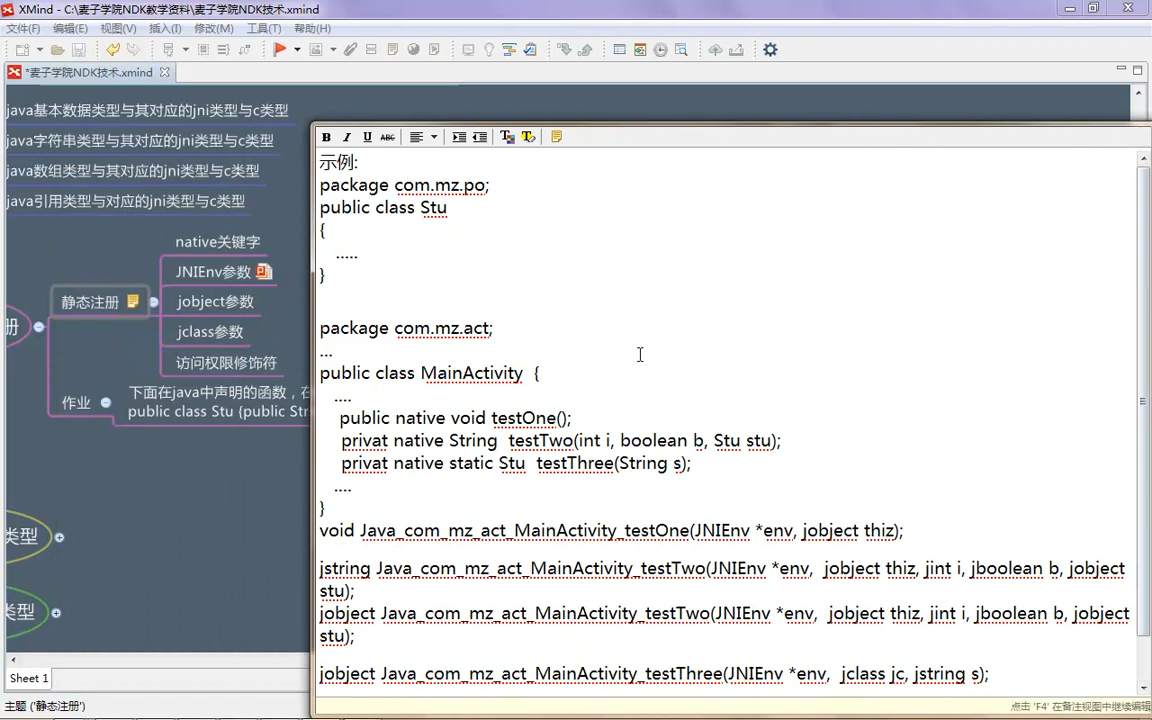 XMind - C:\麦子学院NDK教学资料\麦子学院NDK技术.xmind
文件(F) 编辑(E) 视图(V) 插入(I) 修改(M) 工具(T) 帮助(H)
*麦子学院NDK技术.xmind
java基本数据类型与其对应的jni类型与c类型
java字符串类型与其对应的jni类型与c类型
java数组类型与其对应的jni类型与c类型
java引用类型与对应的jni类型与c类型
native关键字
JNIEnv参数
静态注册
jobject参数
册
jclass参数
访问权限修饰符
作业
下面在java中声明的函数，在
public class Stu {public Stri
类型
类型
B I U ABC
示例:
package com.mz.po;
public class Stu
{
.....
}
package com.mz.act;
...
public class MainActivity {
....
public native void testOne();
privat native String testTwo(int i, boolean b, Stu stu);
privat native static Stu testThree(String s);
....
}
void Java_com_mz_act_MainActivity_testOne(JNIEnv *env, jobject thiz);
jstring Java_com_mz_act_MainActivity_testTwo(JNIEnv *env, jobject thiz, jint i, jboolean b, jobject
stu);
jobject Java_com_mz_act_MainActivity_testTwo(JNIEnv *env, jobject thiz, jint i, jboolean b, jobject
stu);
jobject Java_com_mz_act_MainActivity_testThree(JNIEnv *env, jclass jc, jstring s);
Sheet 1
主题 ('静态注册')
点击 'F4' 在备注视图中继续编辑